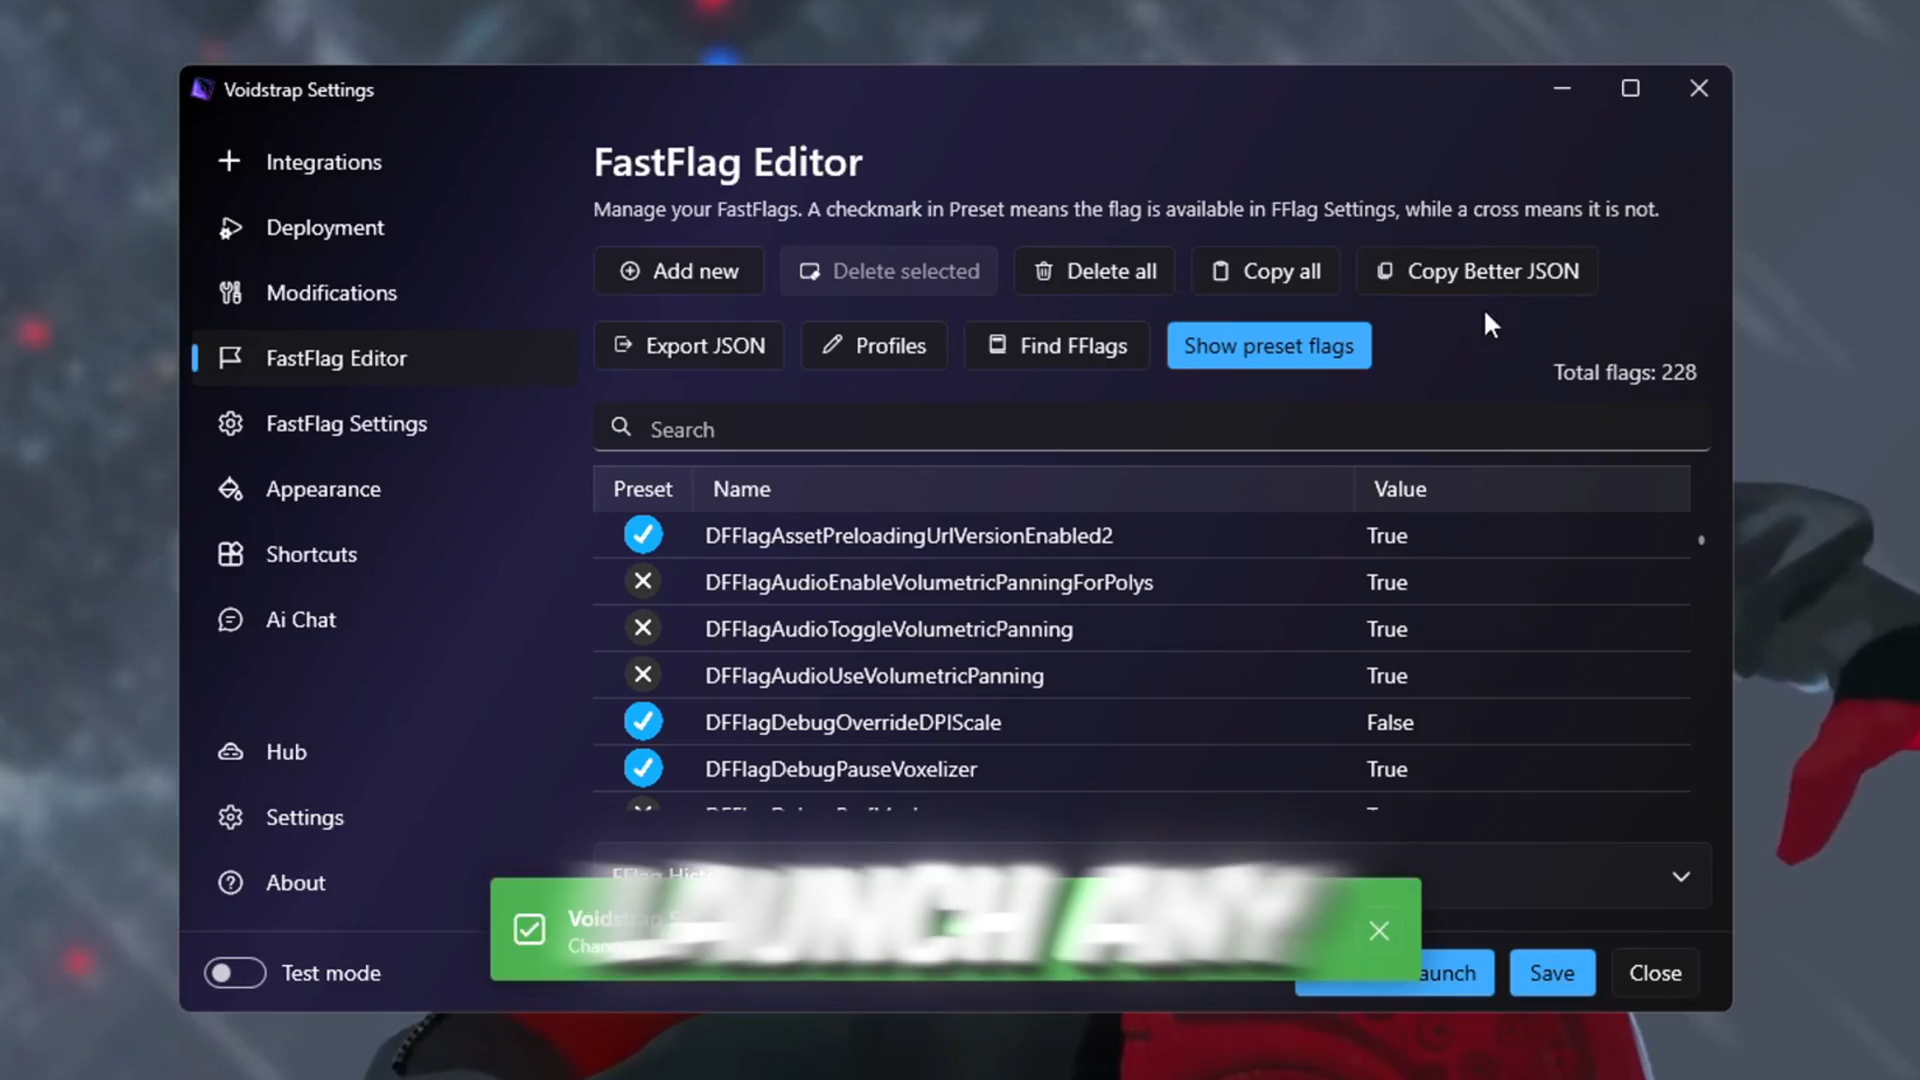 Voidstrap Settings
Integrations
Deployment
Modifications
FastFlag Editor
FastFlag Settings
Appearance
Shortcuts
Ai Chat
Hub
Settings
About
Test mode
FastFlag Editor
Manage your FastFlags. A checkmark in Preset means the flag is available in FFlag Settings, while a cross means it is not.
Add new
Delete selected
Delete all
Copy all
Copy Better JSON
Export JSON
Profiles
Find FFlags
Show preset flags
Total flags: 228
Search
Preset Name Value
DFFlagAssetPreloadingUrlVersionEnabled2 True
DFFlagAudioEnableVolumetricPanningForPolys True
DFFlagAudioToggleVolumetricPanning True
DFFlagAudioUseVolumetricPanning True
DFFlagDebugOverrideDPIScale False
DFFlagDebugPauseVoxelizer True
LAUNCH ANY
Save
Close